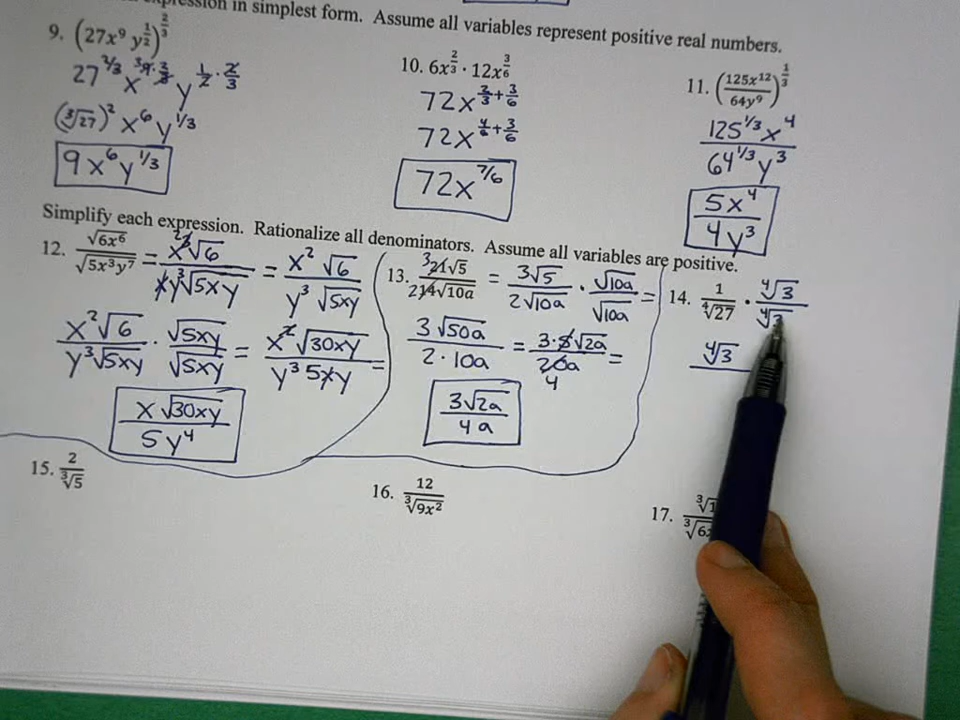 expression in simplest form. Assume all variables represent positive real numbers.
9. (27x⁹ y^(1/2))^(2/3)
27^(2/3) x^(9·2/3) y^(1/2 · 2/3)
(∛27)² x⁶ y^(1/3)
9x⁶y^(1/3)
10. 6x^(2/3) · 12x^(3/6)
72x^(2/3 + 3/6)
72x^(4/6 + 3/6)
72x^(7/6)
11. (125x¹² / 64y⁹)^(1/3)
125^(1/3) x⁴ / 64^(1/3) y³
5x⁴ / 4y³
Simplify each expression. Rationalize all denominators. Assume all variables are positive.
12. √(6x⁶) / √(5x³y⁷) = x³√6 / xy³√(5xy) = x²√6 / y³√(5xy)
x²√6 / y³√(5xy) · √(5xy) / √(5xy) = x²√(30xy) / y³5xy =
x√(30xy) / 5y⁴
13. 21√5 / 14√(10a) = 3√5 / 2√(10a) · √(10a) / √(10a) =
3√(50a) / 2·10a = 3·5√(2a) / 20a =
3√(2a) / 4a
14. 1 / ∜27 · ∜3 / ∜3
∜3
15. 2 / ∛5
16. 12 / ∛(9x²)
17.